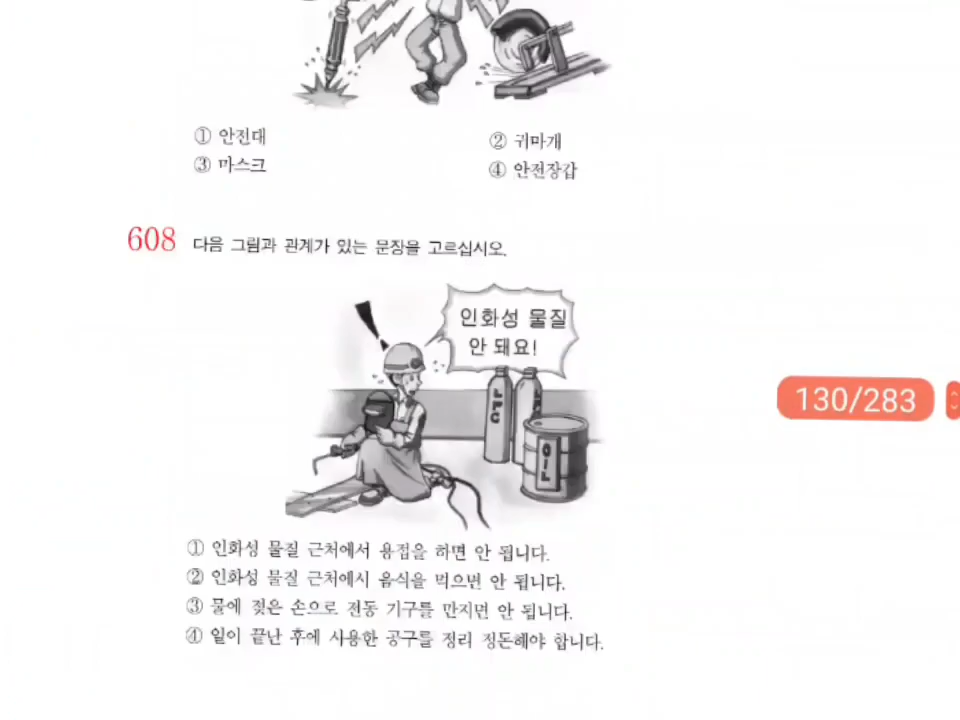 ① 안전대
② 귀마개
③ 마스크
④ 안전장갑
608 다음 그림과 관계가 있는 문장을 고르십시오.
인화성 물질
안 돼요!
LPG
OIL
130/283
① 인화성 물질 근처에서 용접을 하면 안 됩니다.
② 인화성 물질 근처에서 음식을 먹으면 안 됩니다.
③ 물에 젖은 손으로 전동 기구를 만지면 안 됩니다.
④ 일이 끝난 후에 사용한 공구를 정리 정돈해야 합니다.